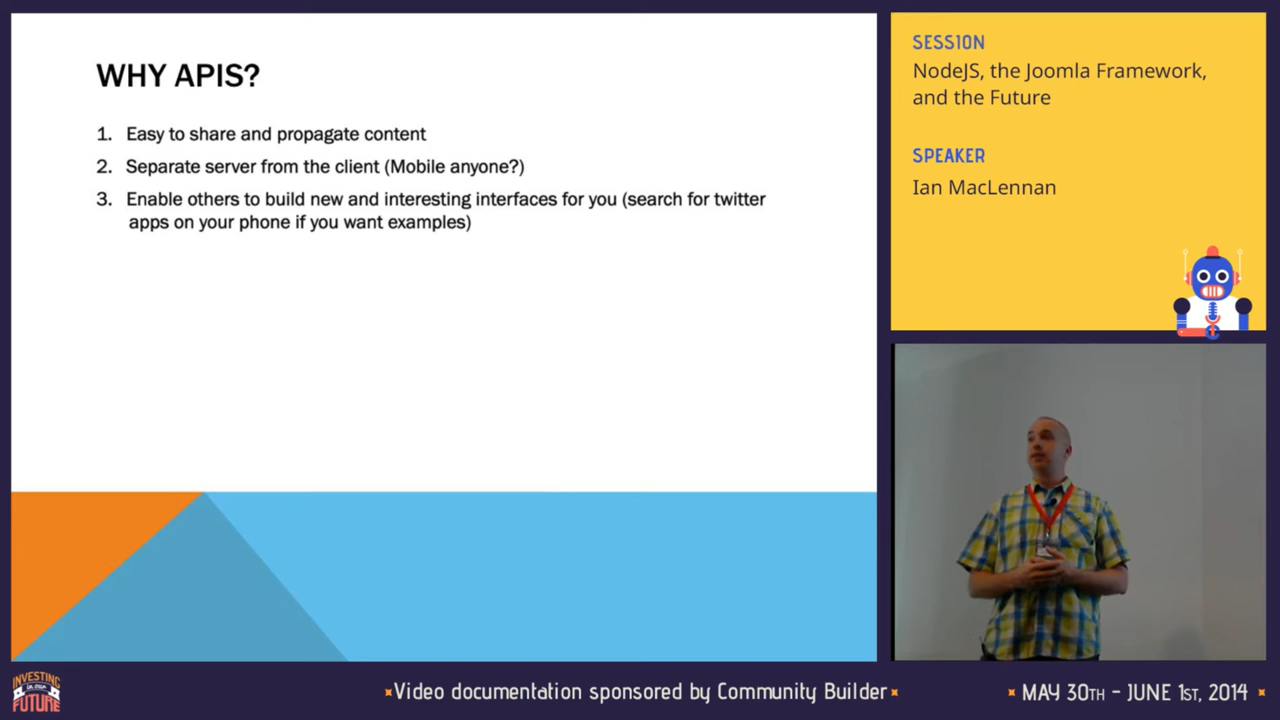 WHY APIS?
1. Easy to share and propagate content
2. Separate server from the client (Mobile anyone?)
3. Enable others to build new and interesting interfaces for you (search for twitter
apps on your phone if you want examples)
SESSION
NodeJS, the Joomla Framework,
and the Future
SPEAKER
Ian MacLennan
INVESTING
IN OUR
FUTURE
Video documentation sponsored by Community Builder
MAY 30TH - JUNE 1ST, 2014